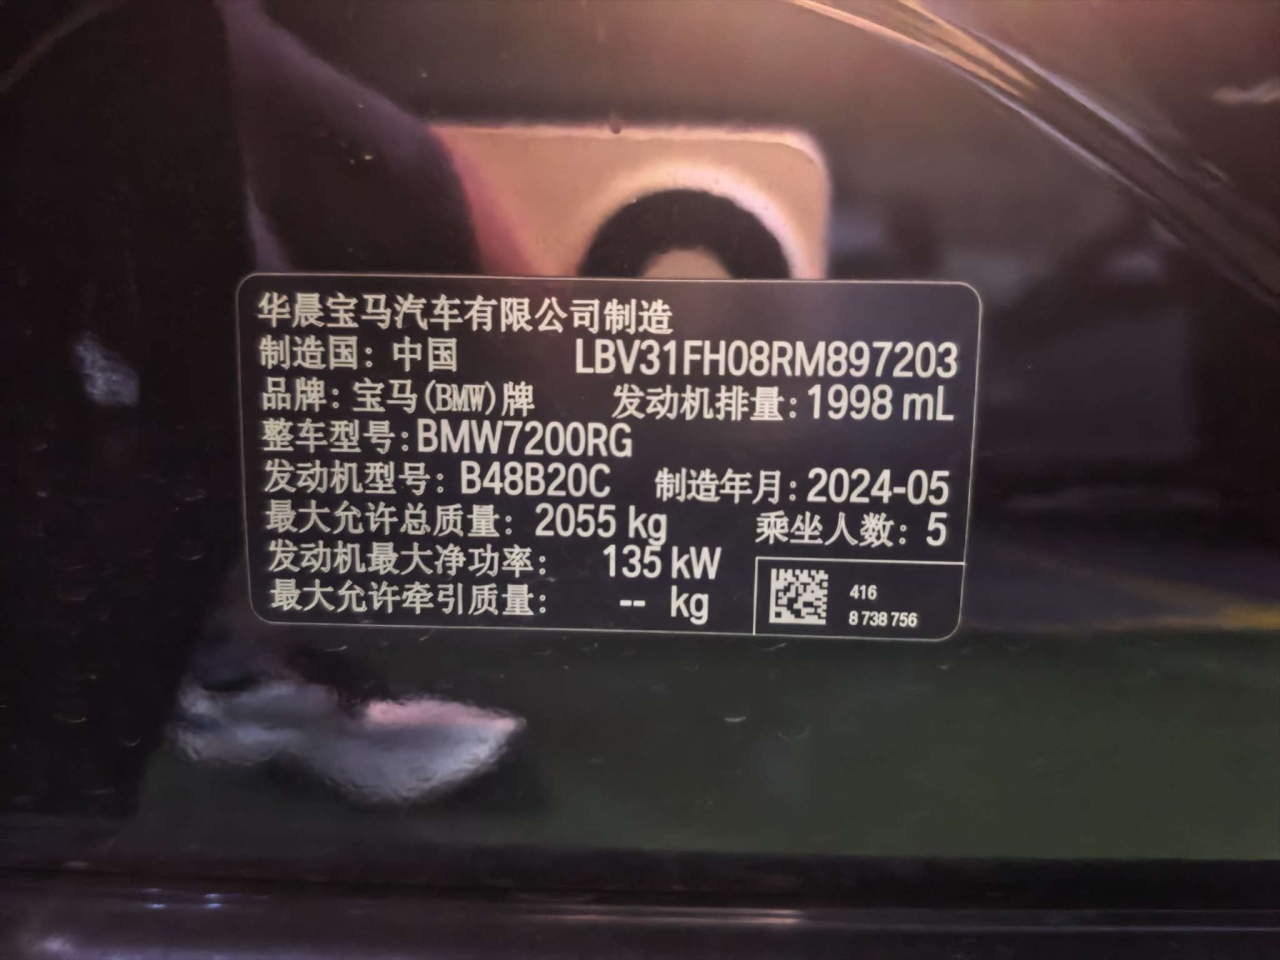 华晨宝马汽车有限公司制造
制造国：中国 LBV31FH08RM897203
品牌：宝马(BMW)牌 发动机排量：1998 mL
整车型号：BMW7200RG
发动机型号：B48B20C 制造年月：2024-05
最大允许总质量：2055 kg 乘坐人数：5
发动机最大净功率：135 kW
最大允许牵引质量：-- kg
416
8 738 756